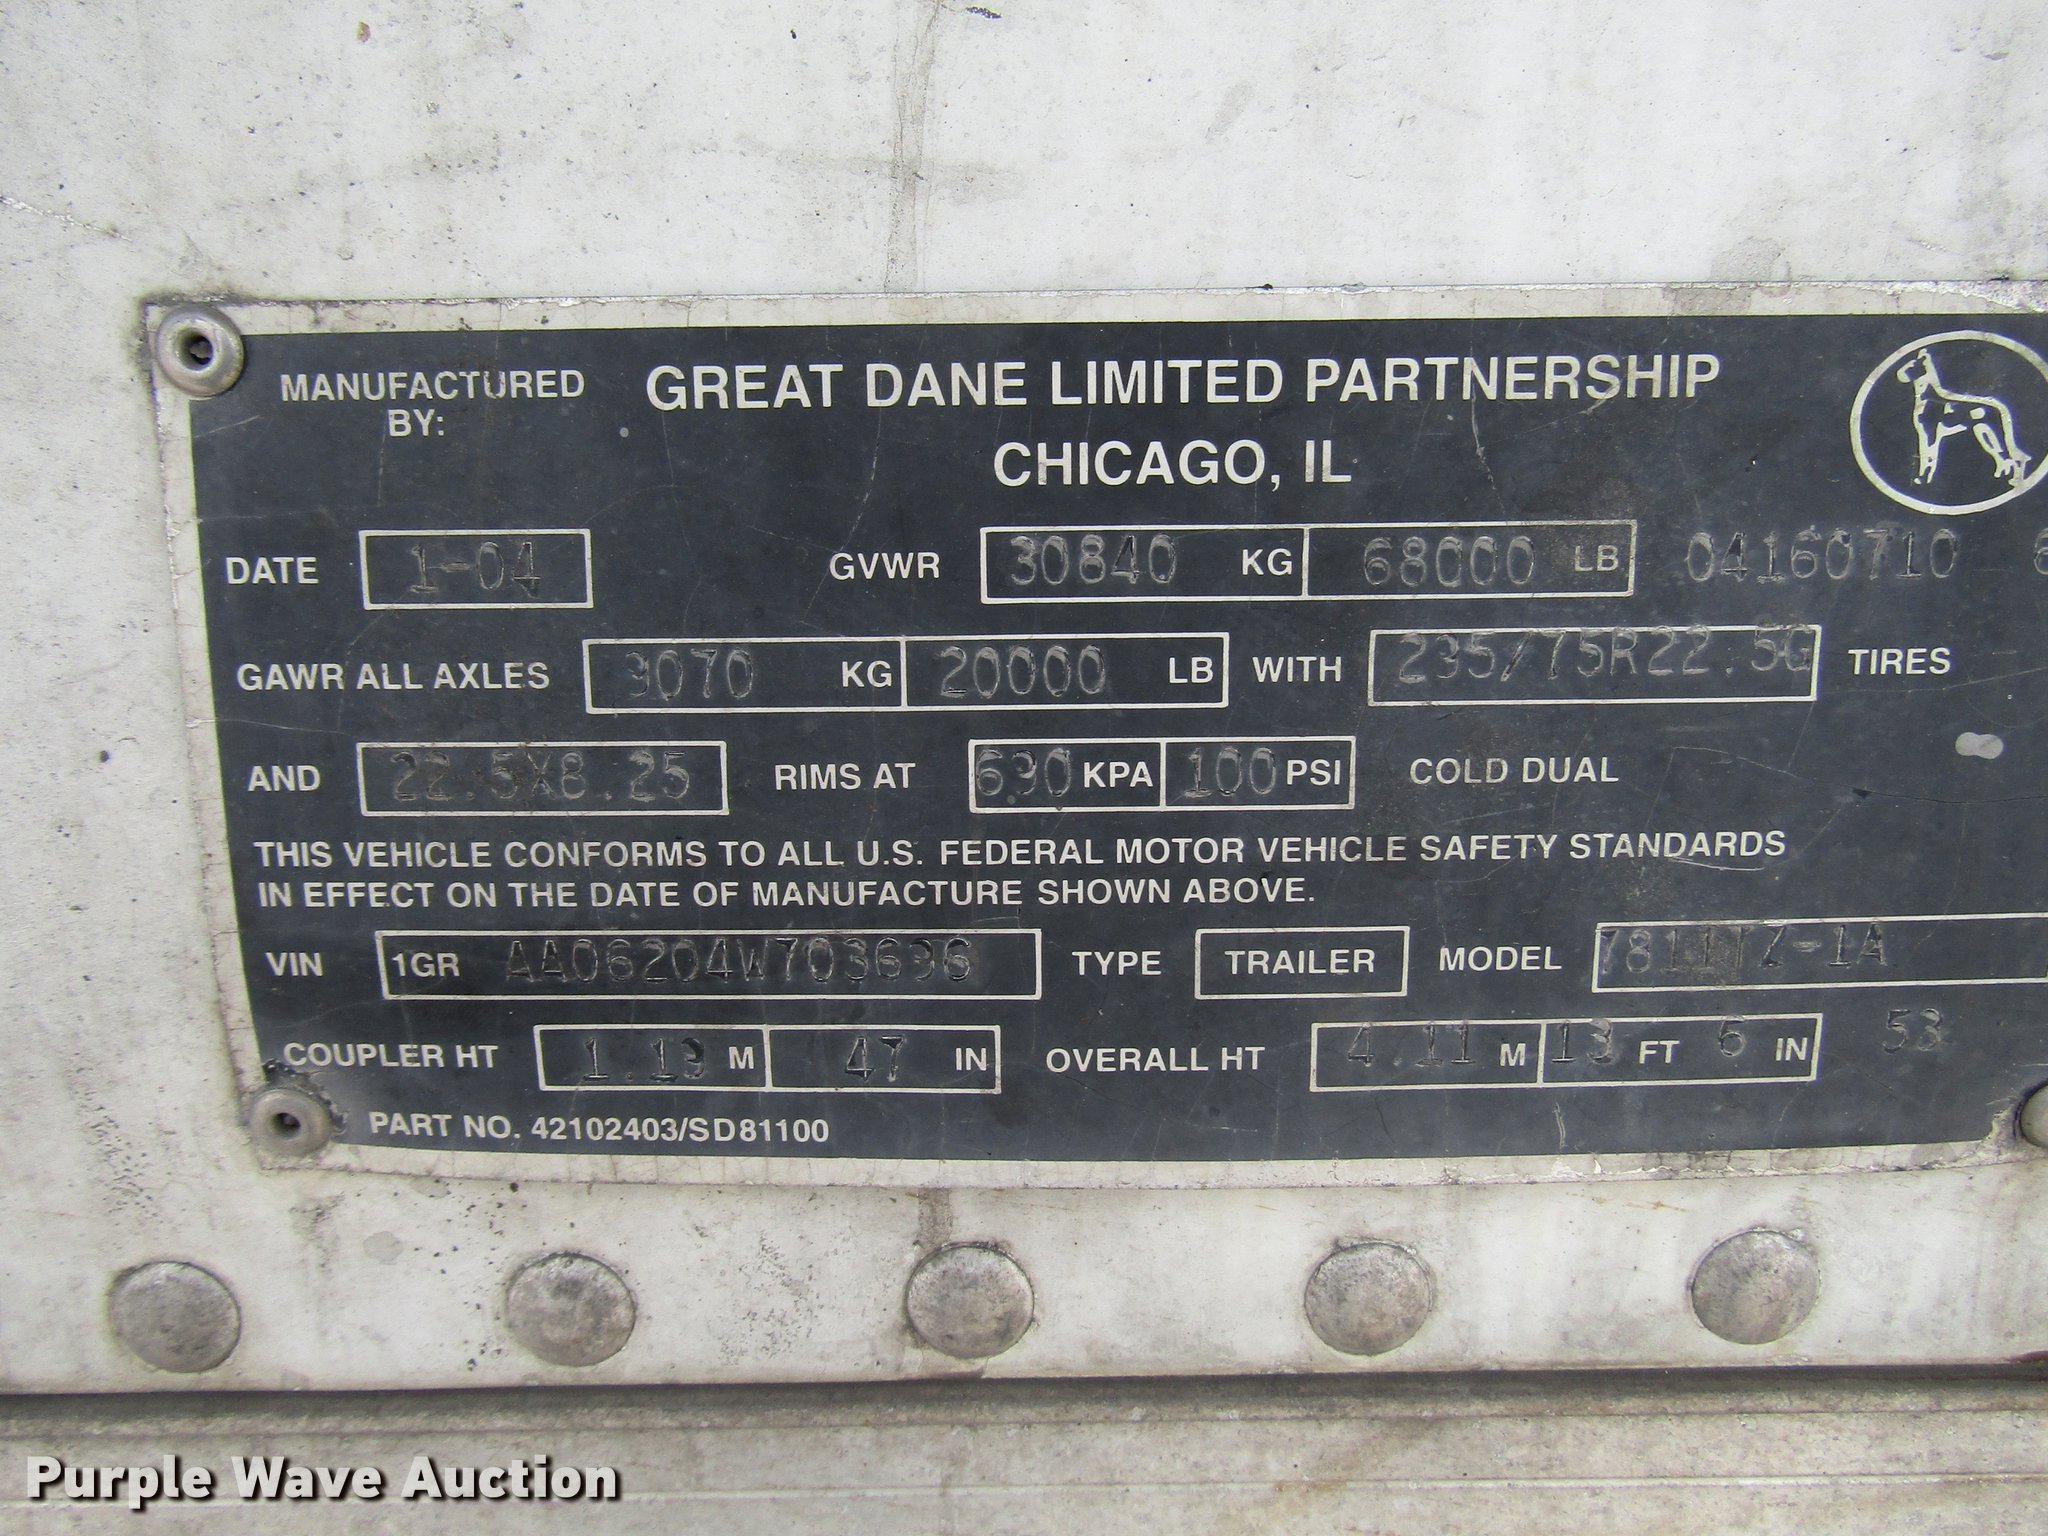 MANUFACTURED BY: GREAT DANE LIMITED PARTNERSHIP
CHICAGO, IL
DATE 1-04 GVWR 30840 KG 68000 LB 04160710
GAWR ALL AXLES 9070 KG 20000 LB WITH 295/75R22.5G TIRES
AND 22.5X8.25 RIMS AT 690 KPA 100 PSI COLD DUAL
THIS VEHICLE CONFORMS TO ALL U.S. FEDERAL MOTOR VEHICLE SAFETY STANDARDS
IN EFFECT ON THE DATE OF MANUFACTURE SHOWN ABOVE.
VIN 1GR AA06204W703696 TYPE TRAILER MODEL 7811TZ-1A
COUPLER HT 1.19 M 47 IN OVERALL HT 4.11 M 13 FT 6 IN 53
PART NO. 42102403/SD81100
Purple Wave Auction